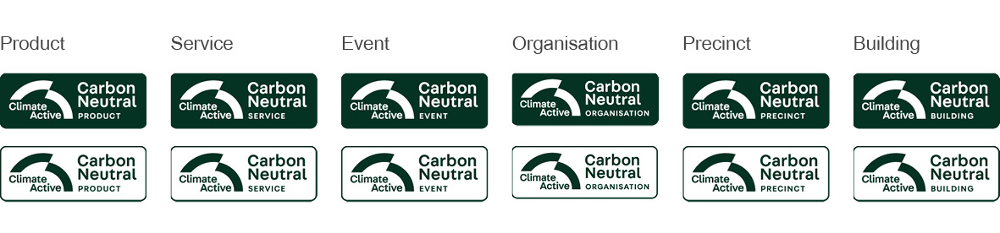 Product Service Event Organisation Precinct Building
Climate Active Carbon Neutral PRODUCT
Climate Active Carbon Neutral SERVICE
Climate Active Carbon Neutral EVENT
Climate Active Carbon Neutral ORGANISATION
Climate Active Carbon Neutral PRECINCT
Climate Active Carbon Neutral BUILDING
Climate Active Carbon Neutral PRODUCT
Climate Active Carbon Neutral SERVICE
Climate Active Carbon Neutral EVENT
Climate Active Carbon Neutral ORGANISATION
Climate Active Carbon Neutral PRECINCT
Climate Active Carbon Neutral BUILDING